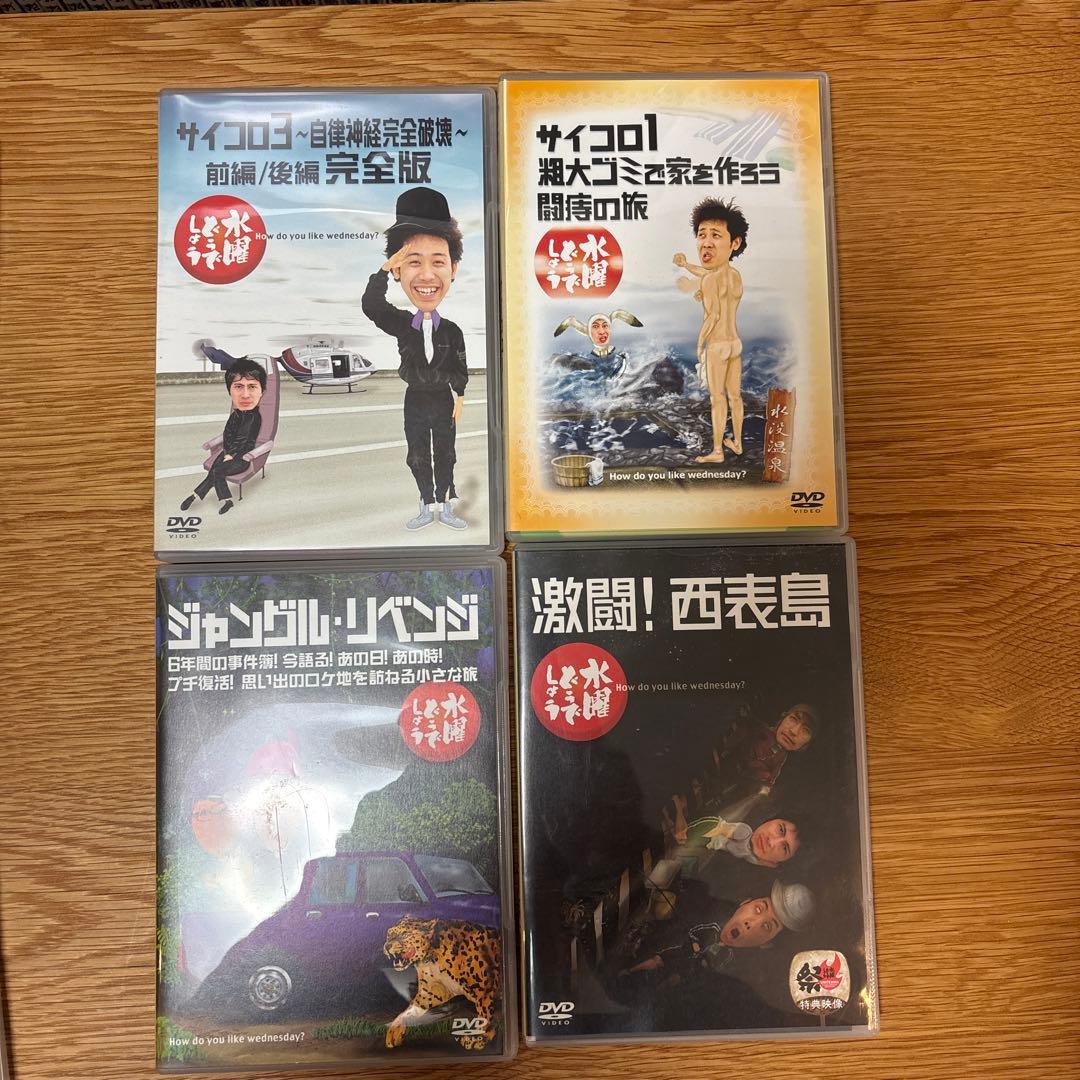 サイコロ3～自律神経完全破壊～
前編/後編 完全版
水曜
どうで
しょう
How do you like wednesday?
DVD
VIDEO
サイコロ1
粗大ゴミで家を作ろう
闘痔の旅
水曜
どうで
しょう
水没温泉
How do you like wednesday?
DVD
VIDEO
ジャングル・リベンジ
6年間の事件簿!今語る!あの日!あの時!
プチ復活!思い出のロケ地を訪ねる小さな旅
水曜
どうで
しょう
How do you like wednesday?
DVD
VIDEO
激闘!西表島
水曜
どうで
しょう
How do you like wednesday?
祭
特典映像
DVD
VIDEO